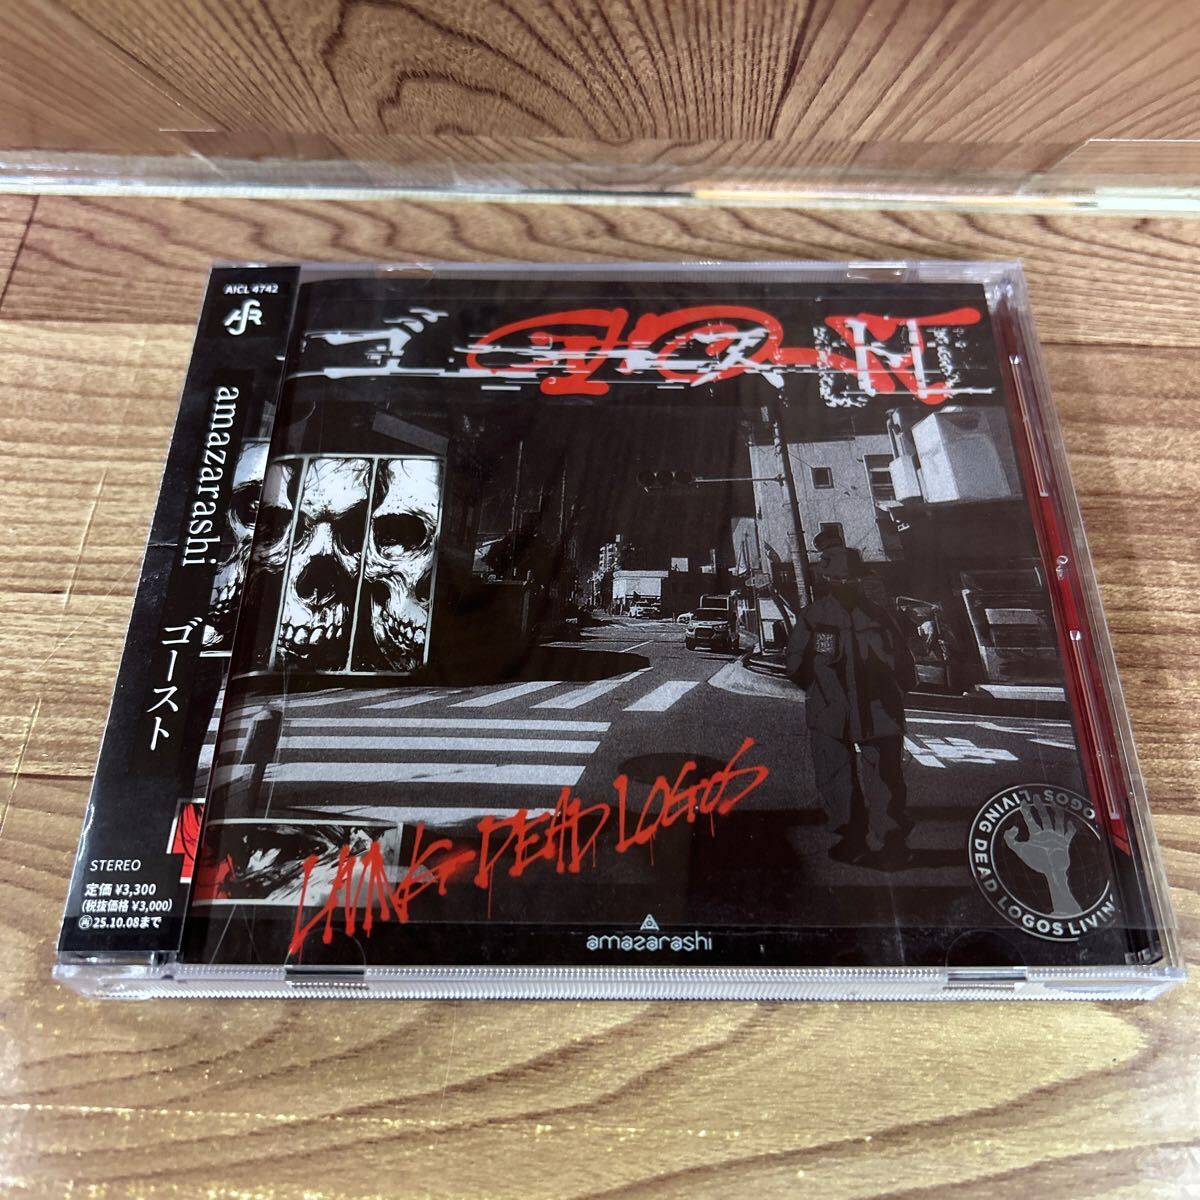 AICL 4742
amazarashi ゴースト
STEREO
定価 ¥3,300
(税抜価格 ¥3,000)
再 25.10.08まで
ゴースト
LIVING DEAD LOGOS
amazarashi
LOGOS LIVING DEAD LOGOS LIVING